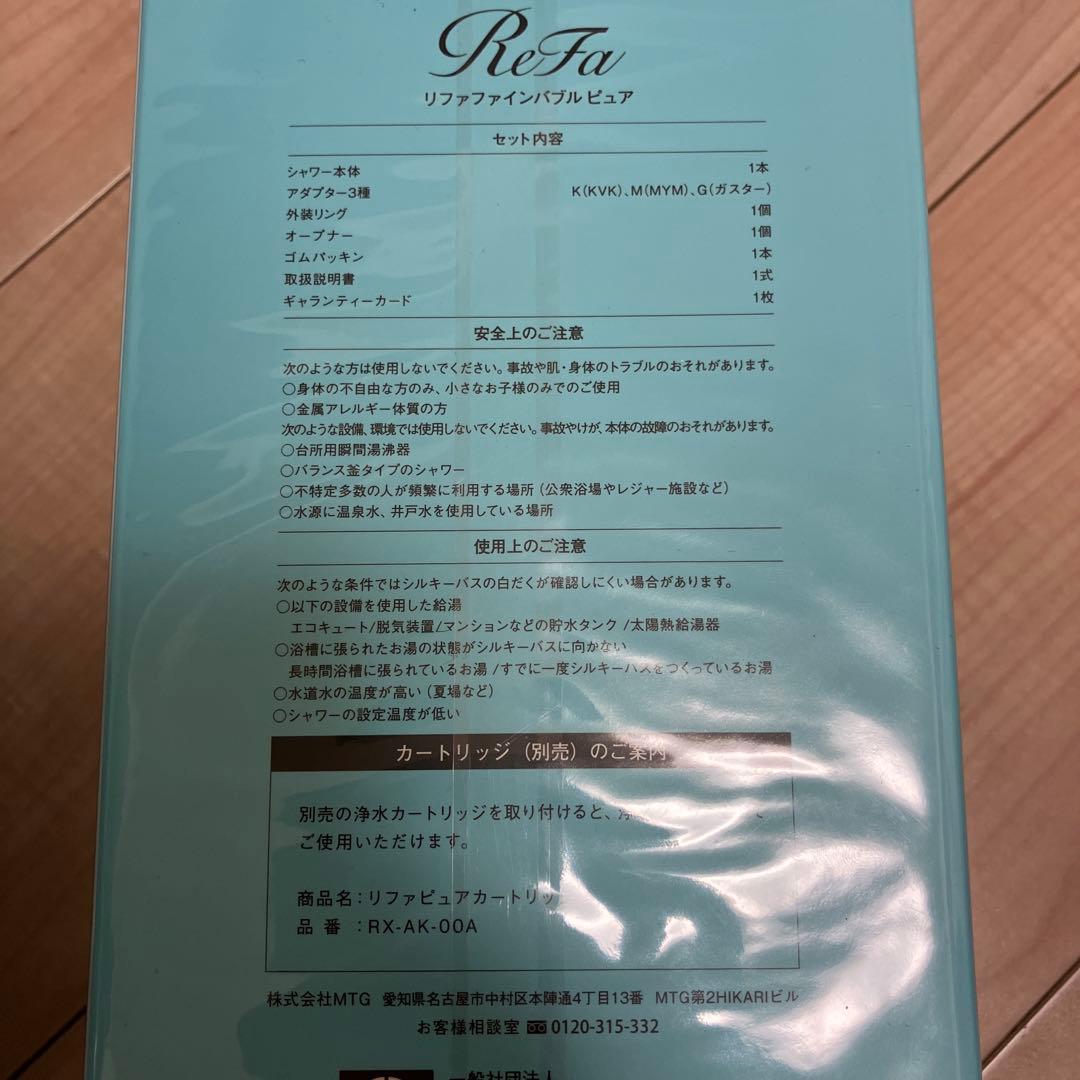 ReFa
リファファインバブル ピュア
セット内容
シャワー本体 1本
アダプター3種 K(KVK)、M(MYM)、G(ガスター)
外装リング 1個
オープナー 1個
ゴムパッキン 1本
取扱説明書 1式
ギャランティーカード 1枚
安全上のご注意
次のような方は使用しないでください。事故や肌・身体のトラブルのおそれがあります。
○身体の不自由な方のみ、小さなお子様のみでのご使用
○金属アレルギー体質の方
次のような設備、環境では使用しないでください。事故やけが、本体の故障のおそれがあります。
○台所用瞬間湯沸器
○バランス釜タイプのシャワー
○不特定多数の人が頻繁に利用する場所(公衆浴場やレジャー施設など)
○水源に温泉水、井戸水を使用している場所
使用上のご注意
次のような条件ではシルキーバスの白だくが確認しにくい場合があります。
○以下の設備を使用した給湯
エコキュート/脱気装置/マンションなどの貯水タンク /太陽熱給湯器
○浴槽に張られたお湯の状態がシルキーバスに向かない
長時間浴槽に張られているお湯 /すでに一度シルキーバスをつくっているお湯
○水道水の温度が高い(夏場など)
○シャワーの設定温度が低い
カートリッジ(別売)のご案内
別売の浄水カートリッジを取り付けると、浄 て
ご使用いただけます。
商品名:リファピュアカートリッ
品 番 :RX-AK-00A
株式会社MTG 愛知県名古屋市中村区本陣通4丁目13番 MTG第2HIKARIビル
お客様相談室 0120-315-332
一般社団法人